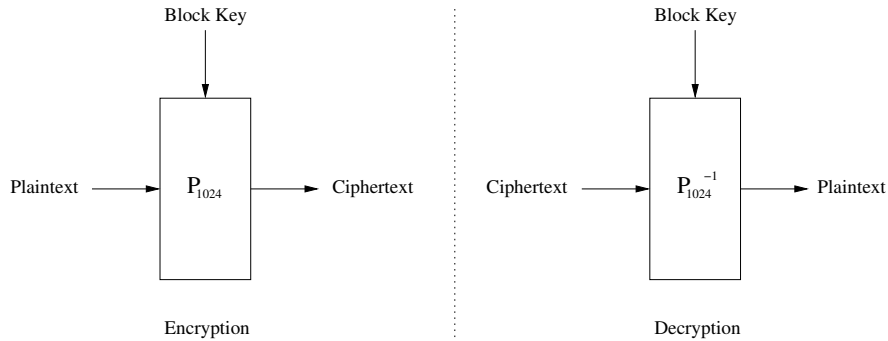 Block Key
Plaintext
P1024
Ciphertext
Encryption
Block Key
Ciphertext
P1024−1
Plaintext
Decryption